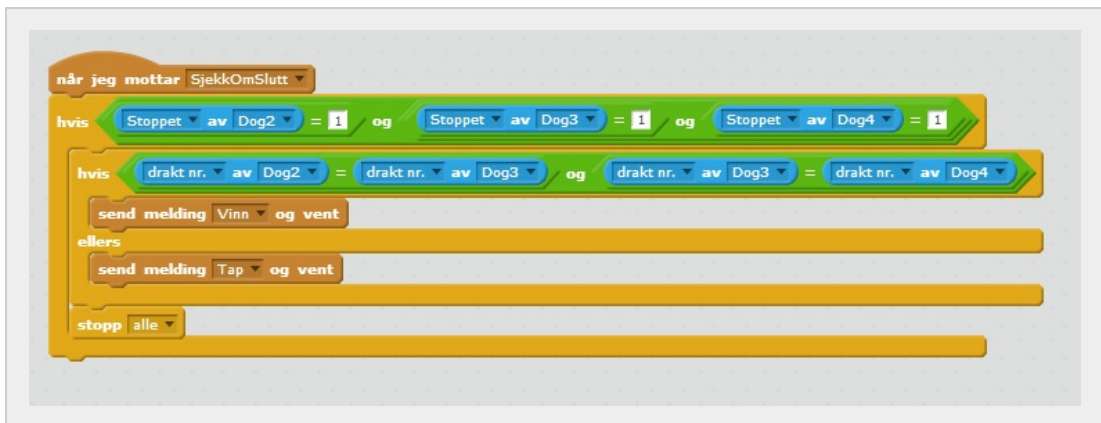 når jeg mottar SjekkOmSlutt
hvis Stoppet av Dog2 = 1 og Stoppet av Dog3 = 1 og Stoppet av Dog4 = 1
hvis drakt nr. av Dog2 = drakt nr. av Dog3 og drakt nr. av Dog3 = drakt nr. av Dog4
send melding Vinn og vent
ellers
send melding Tap og vent
stopp alle